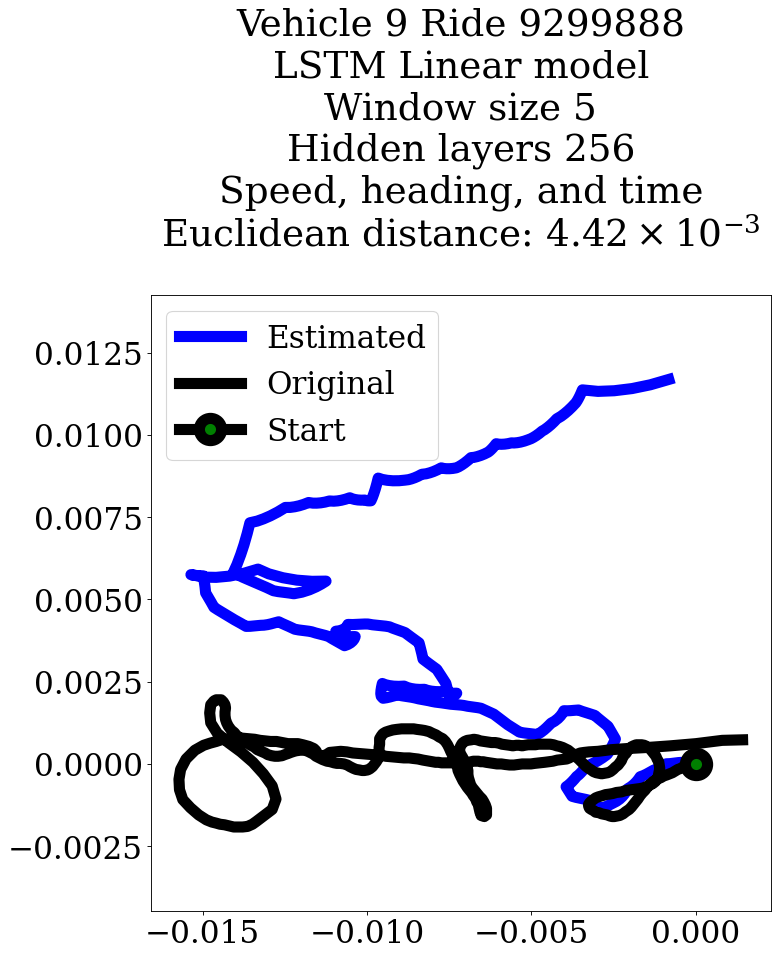 Vehicle 9 Ride 9299888
LSTM Linear model
Window size 5
Hidden layers 256
Speed, heading, and time
Euclidean distance: 4.42 × 10⁻³
Estimated
Original
Start
0.0125
0.0100
0.0075
0.0050
0.0025
0.0000
−0.0025
−0.015 −0.010 −0.005 0.000